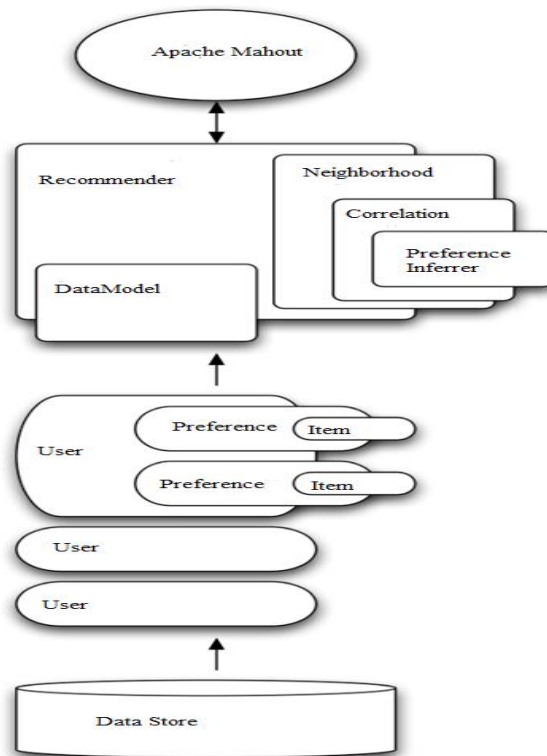 Apache Mahout
Recommender
Neighborhood
Correlation
Preference
Inferrer
DataModel
User
Preference
Item
Preference
Item
User
User
Data Store